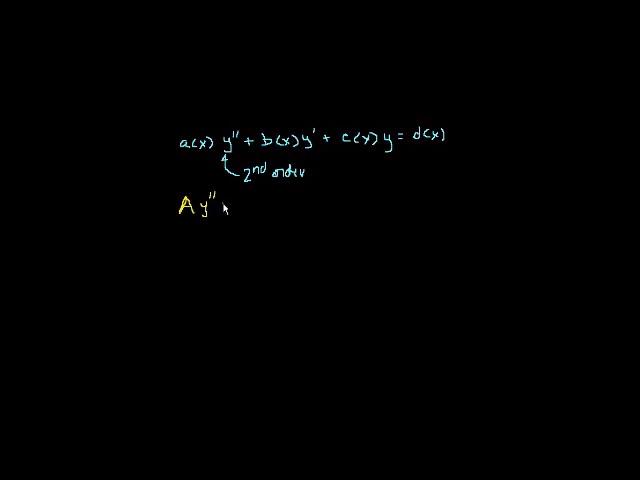 a(x) y'' + b(x) y' + c(x) y = d(x)
2nd order
A y''